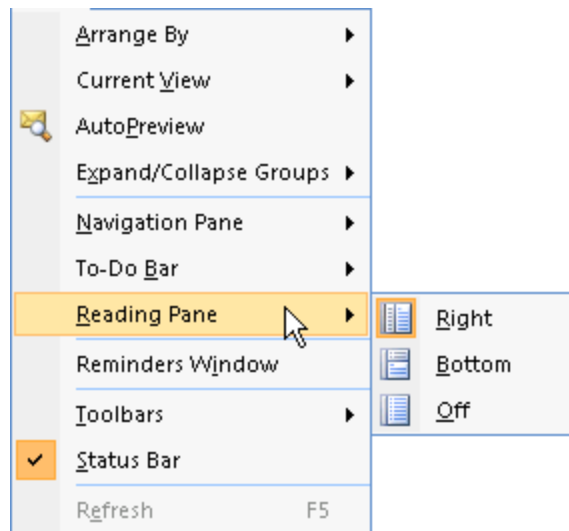 Arrange By
Current View
AutoPreview
Expand/Collapse Groups
Navigation Pane
To-Do Bar
Reading Pane
Right
Reminders Window
Bottom
Toolbars
Off
Status Bar
Refresh F5